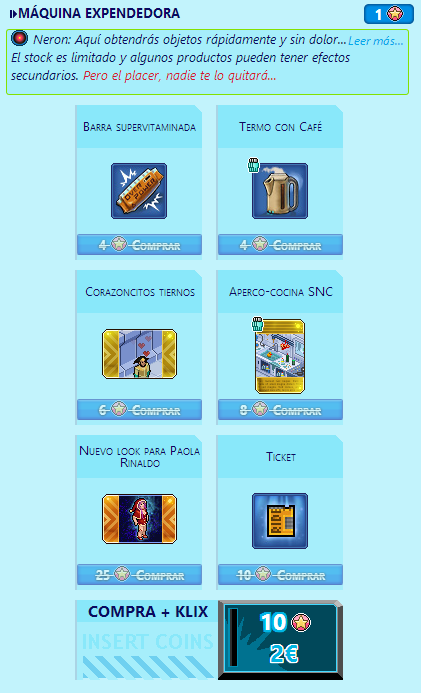 MÁQUINA EXPENDEDORA
1
Neron: Aquí obtendrás objetos rápidamente y sin dolor... Leer más...
El stock es limitado y algunos productos pueden tener efectos
secundarios. Pero el placer, nadie te lo quitará...
Barra supervitaminada
Termo con Café
OVER POWER
4 Comprar
4 Comprar
Corazoncitos tiernos
Aperco-cocina SNC
6 Comprar
8 Comprar
Nuevo look para Paola
Rinaldo
Ticket
RIDE
25 Comprar
10 Comprar
COMPRA + KLIX
INSERT COINS
10
2€